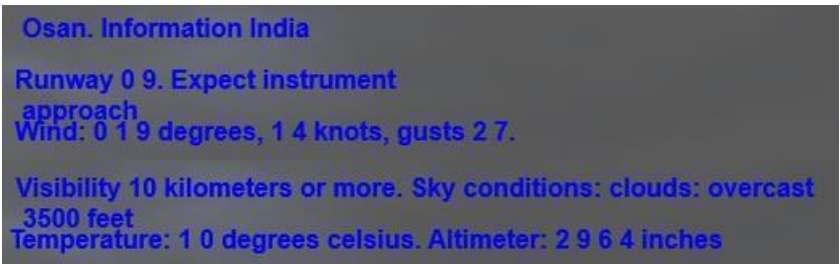 Osan. Information India
Runway 0 9. Expect instrument
approach
Wind: 0 1 9 degrees, 1 4 knots, gusts 2 7.
Visibility 10 kilometers or more. Sky conditions: clouds: overcast
3500 feet
Temperature: 1 0 degrees celsius. Altimeter: 2 9 6 4 inches